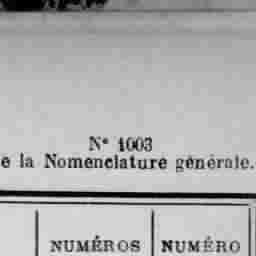 N° 1003
e la Nomenclature générale.
NUMÉROS NUMÉRO